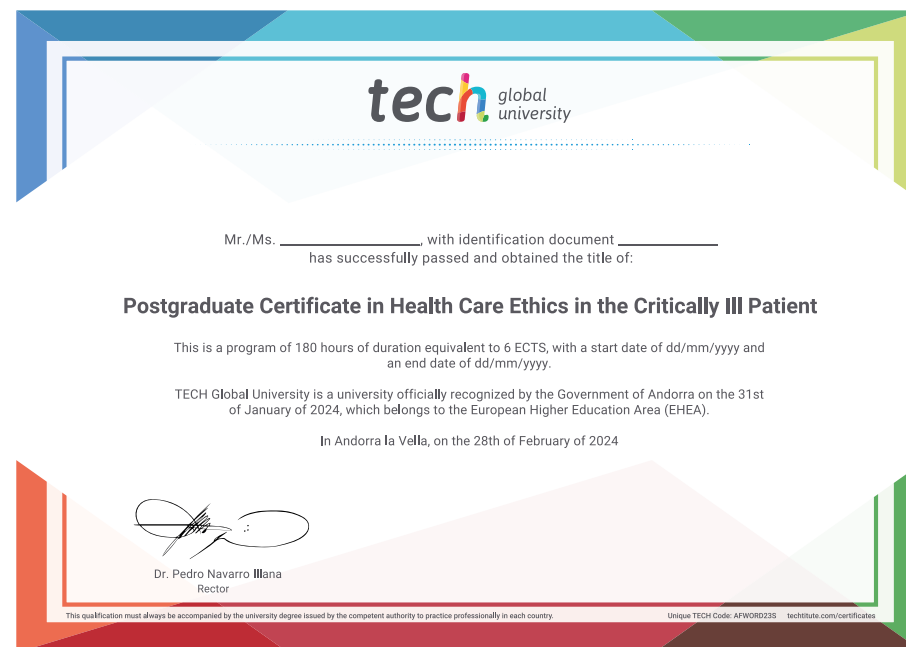 tech global university
Mr./Ms. ____________________, with identification document ______________
has successfully passed and obtained the title of:
Postgraduate Certificate in Health Care Ethics in the Critically Ill Patient
This is a program of 180 hours of duration equivalent to 6 ECTS, with a start date of dd/mm/yyyy and
an end date of dd/mm/yyyy.
TECH Global University is a university officially recognized by the Government of Andorra on the 31st
of January of 2024, which belongs to the European Higher Education Area (EHEA).
In Andorra la Vella, on the 28th of February of 2024
Dr. Pedro Navarro Illana
Rector
This qualification must always be accompanied by the university degree issued by the competent authority to practice professionally in each country.
Unique TECH Code: AFWORD23S techtitute.com/certificates